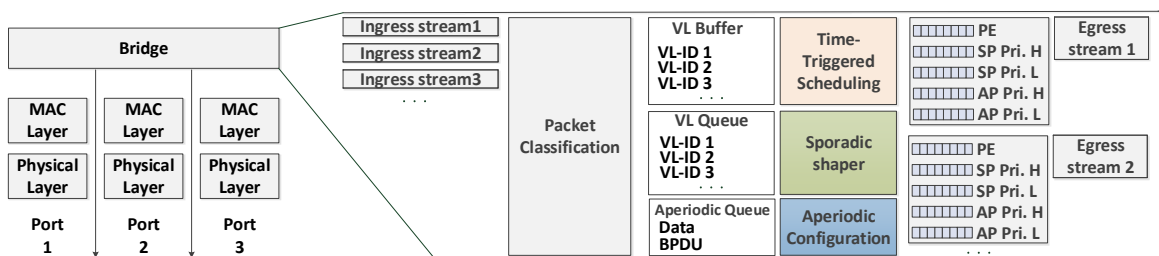 Bridge
MAC
Layer
MAC
Layer
MAC
Layer
Physical
Layer
Physical
Layer
Physical
Layer
Port
1
Port
2
Port
3
Ingress stream1
Ingress stream2
Ingress stream3
. . .
Packet
Classification
VL Buffer
VL-ID 1
VL-ID 2
VL-ID 3
. . .
Time-
Triggered
Scheduling
VL Queue
VL-ID 1
VL-ID 2
VL-ID 3
. . .
Sporadic
shaper
Aperiodic Queue
Data
BPDU
Aperiodic
Configuration
PE
SP Pri. H
SP Pri. L
AP Pri. H
AP Pri. L
Egress
stream 1
PE
SP Pri. H
SP Pri. L
AP Pri. H
AP Pri. L
Egress
stream 2
. . .